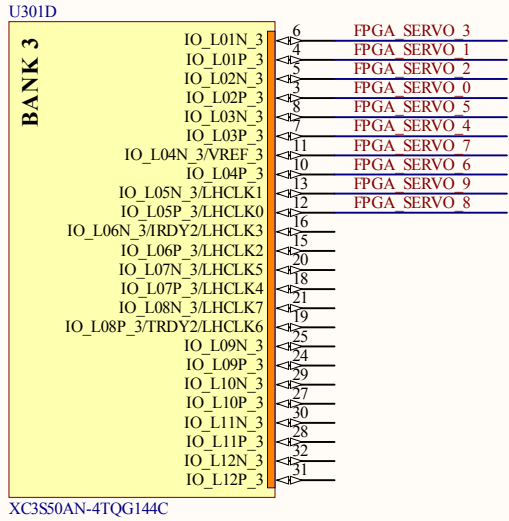 U301D
BANK 3
IO_L01N_3 6 FPGA_SERVO_3
IO_L01P_3 4 FPGA_SERVO_1
IO_L02N_3 5 FPGA_SERVO_2
IO_L02P_3 3 FPGA_SERVO_0
IO_L03N_3 8 FPGA_SERVO_5
IO_L03P_3 7 FPGA_SERVO_4
IO_L04N_3/VREF_3 11 FPGA_SERVO_7
IO_L04P_3 10 FPGA_SERVO_6
IO_L05N_3/LHCLK1 13 FPGA_SERVO_9
IO_L05P_3/LHCLK0 12 FPGA_SERVO_8
IO_L06N_3/IRDY2/LHCLK3 16
IO_L06P_3/LHCLK2 15
IO_L07N_3/LHCLK5 20
IO_L07P_3/LHCLK4 18
IO_L08N_3/LHCLK7 21
IO_L08P_3/TRDY2/LHCLK6 19
IO_L09N_3 25
IO_L09P_3 24
IO_L10N_3 29
IO_L10P_3 27
IO_L11N_3 30
IO_L11P_3 28
IO_L12N_3 32
IO_L12P_3 31
XC3S50AN-4TQG144C